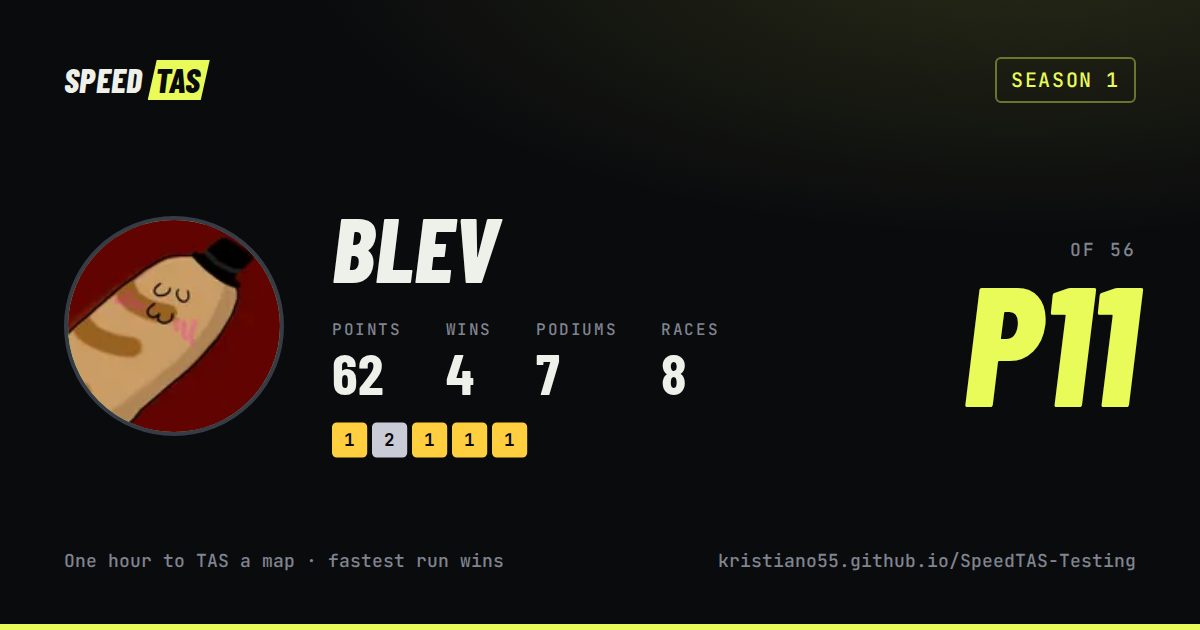 SPEED TAS
SEASON 1
BLEV
POINTS WINS PODIUMS RACES
62 4 7 8
1 2 1 1 1
OF 56
P11
One hour to TAS a map · fastest run wins
kristiano55.github.io/SpeedTAS-Testing